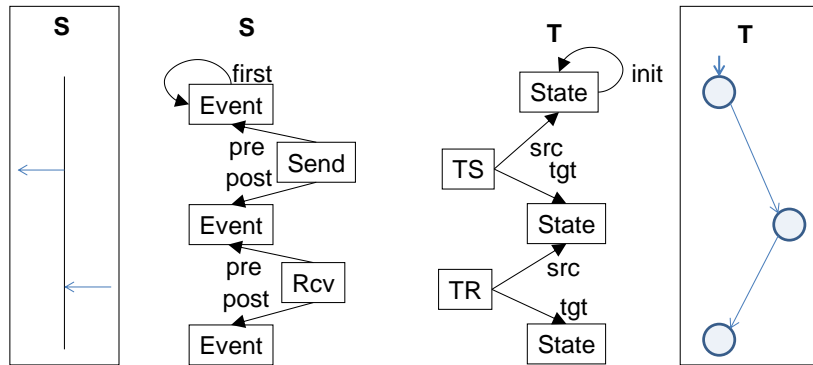 S
S
first
Event
pre
Send
post
Event
pre
Rcv
post
Event
T
init
State
src
TS
tgt
State
src
TR
tgt
State
T